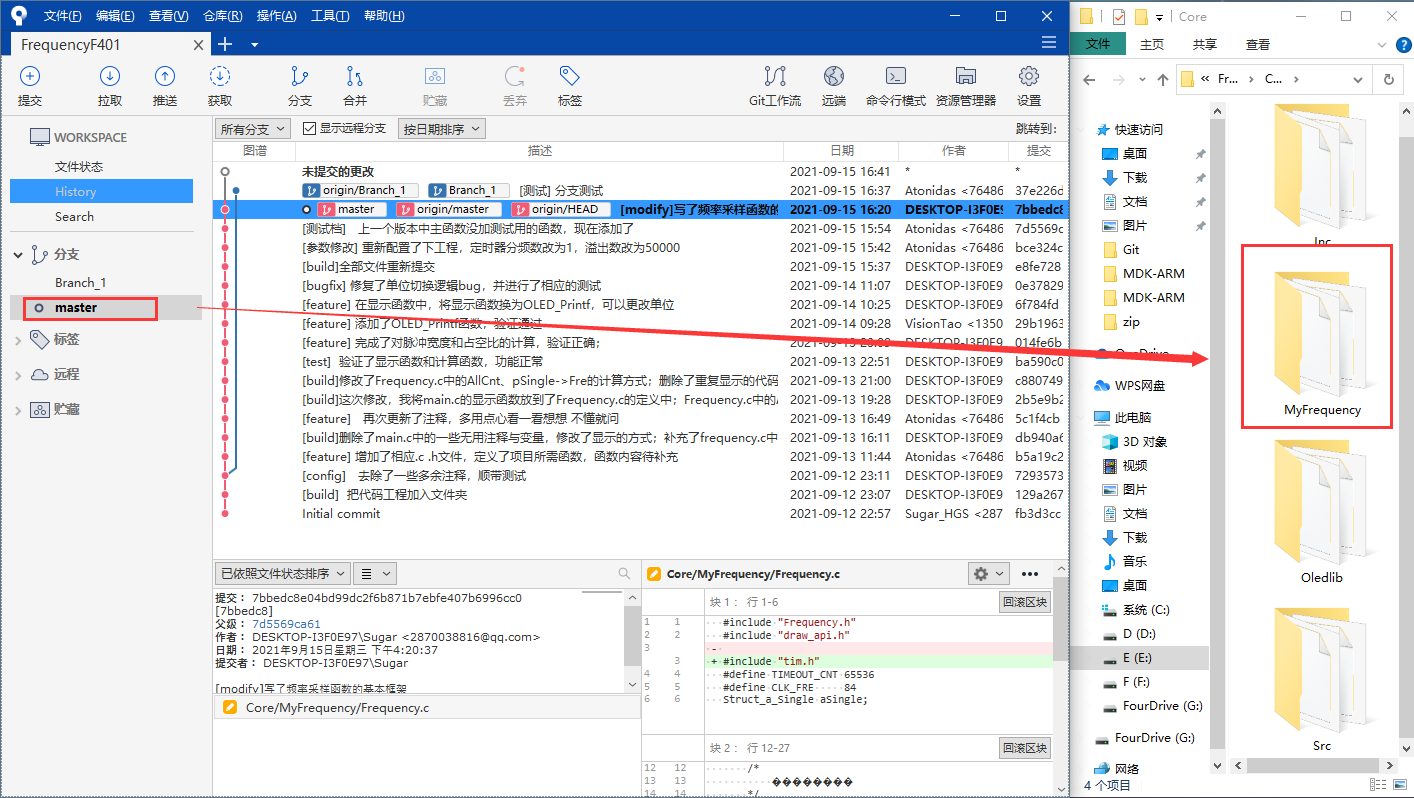 文件(F) 编辑(E) 查看(V) 仓库(R) 操作(A) 工具(T) 帮助(H)
FrequencyF401
提交 拉取 推送 获取 分支 合并 贮藏 丢弃 标签 Git工作流 远端 命令行模式 资源管理器 设置
WORKSPACE
文件状态
History
Search
分支
Branch_1
master
标签
远程
贮藏
所有分支 显示远程分支 按日期排序 跳转到:
图谱 描述 日期 作者 提交
未提交的更改 2021-09-15 16:41 * *
origin/Branch_1 Branch_1 [测试] 分支测试 2021-09-15 16:37 Atonidas <76486 37e226d
master origin/master origin/HEAD [modify]写了频率采样函数的 2021-09-15 16:20 DESKTOP-I3F0E9 7bbedc8
[测试档] 上一个版本中主函数没加测试用的函数，现在添加了 2021-09-15 15:54 Atonidas <76486 7d5569c
[参数修改] 重新配置了下工程，定时器分频数改为1，溢出数改为50000 2021-09-15 15:42 Atonidas <76486 bce324c
[build]全部文件重新提交 2021-09-15 15:37 DESKTOP-I3F0E9 e8fe728
[bugfix] 修复了单位切换逻辑bug，并进行了相应的测试 2021-09-14 11:07 DESKTOP-I3F0E9 0e37829
[feature] 在显示函数中，将显示函数换为OLED_Printf，可以更改单位 2021-09-14 10:25 DESKTOP-I3F0E9 6f784fd
[feature] 添加了OLED_Printf函数，验证通过 2021-09-14 09:28 VisionTao <1350 29b1963
[feature] 完成了对脉冲宽度和占空比的计算，验证正确； DESKTOP-I3F0E9 014fe6b
[test] 验证了显示函数和计算函数，功能正常 2021-09-13 22:51 DESKTOP-I3F0E9 ba590c0
[build]修改了Frequency.c中的AllCnt、pSingle->Fre的计算方式；删除了重复显示的代码 2021-09-13 21:00 DESKTOP-I3F0E9 c880749
[build]这次修改，我将main.c的显示函数放到了Frequency.c的定义中；Frequency.c中的A 2021-09-13 19:28 DESKTOP-I3F0E9 2b5e9b2
[feature] 再次更新了注释，多用点心看一看想想 不懂就问 2021-09-13 16:49 Atonidas <76486 5c1f4cb
[build]删除了main.c中的一些无用注释与变量，修改了显示的方式；补充了frequency.c中 2021-09-13 16:11 DESKTOP-I3F0E9 db940a6
[feature] 增加了相应.c .h文件，定义了项目所需函数，函数内容待补充 2021-09-13 11:44 Atonidas <76486 b5a19c2
[config] 去除了一些多余注释，顺带测试 2021-09-12 23:11 DESKTOP-I3F0E9 7293573
[build] 把代码工程加入文件夹 2021-09-12 23:07 DESKTOP-I3F0E9 129a267
Initial commit 2021-09-12 22:57 Sugar_HGS <287 fb3d3cc
已依照文件状态排序
提交： 7bbedc8e04bd99dc2f6b871b7ebfe407b6996cc0
[7bbedc8]
父级： 7d5569ca61
作者： DESKTOP-I3F0E97\Sugar <2870038816@qq.com>
日期： 2021年9月15日星期三 下午4:20:37
提交者： DESKTOP-I3F0E97\Sugar
[modify]写了频率采样函数的基本框架
Core/MyFrequency/Frequency.c
Core/MyFrequency/Frequency.c
块 1： 行 1-6 回滚区块
1 1 #include "Frequency.h"
2 2 #include "draw_api.h"
3 -
3 + #include "tim.h"
4 4 #define TIMEOUT_CNT 65536
5 5 #define CLK_FRE 84
6 6 Struct_a_Single aSingle;
块 2： 行 12-27 回滚区块
12 12 /*
13 13 ��������
14 14 */
Core
文件 主页 共享 查看
« Fr... › C... ›
快速访问
桌面
下载
文档
图片
Git
MDK-ARM
MDK-ARM
zip
OneDrive
WPS网盘
此电脑
3D 对象
视频
图片
文档
下载
音乐
桌面
系统 (C:)
D (D:)
E (E:)
F (F:)
FourDrive (G:)
FourDrive (G:)
网络
Inc
MyFrequency
Oledlib
Src
4 个项目